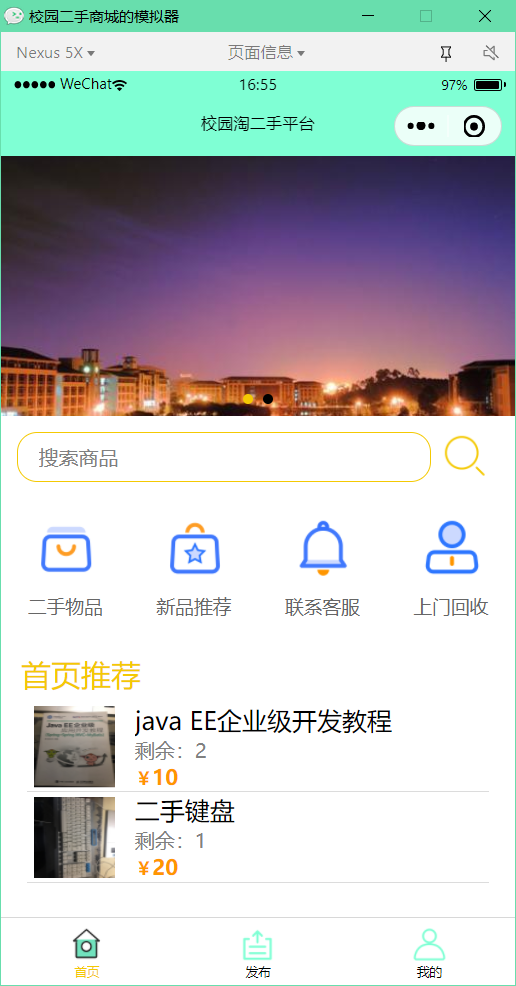 校园二手商城的模拟器
Nexus 5X 页面信息
WeChat 16:55 97%
校园淘二手平台
搜索商品
二手物品 新品推荐 联系客服 上门回收
首页推荐
java EE企业级开发教程
剩余：2
￥10
二手键盘
剩余：1
￥20
首页 发布 我的